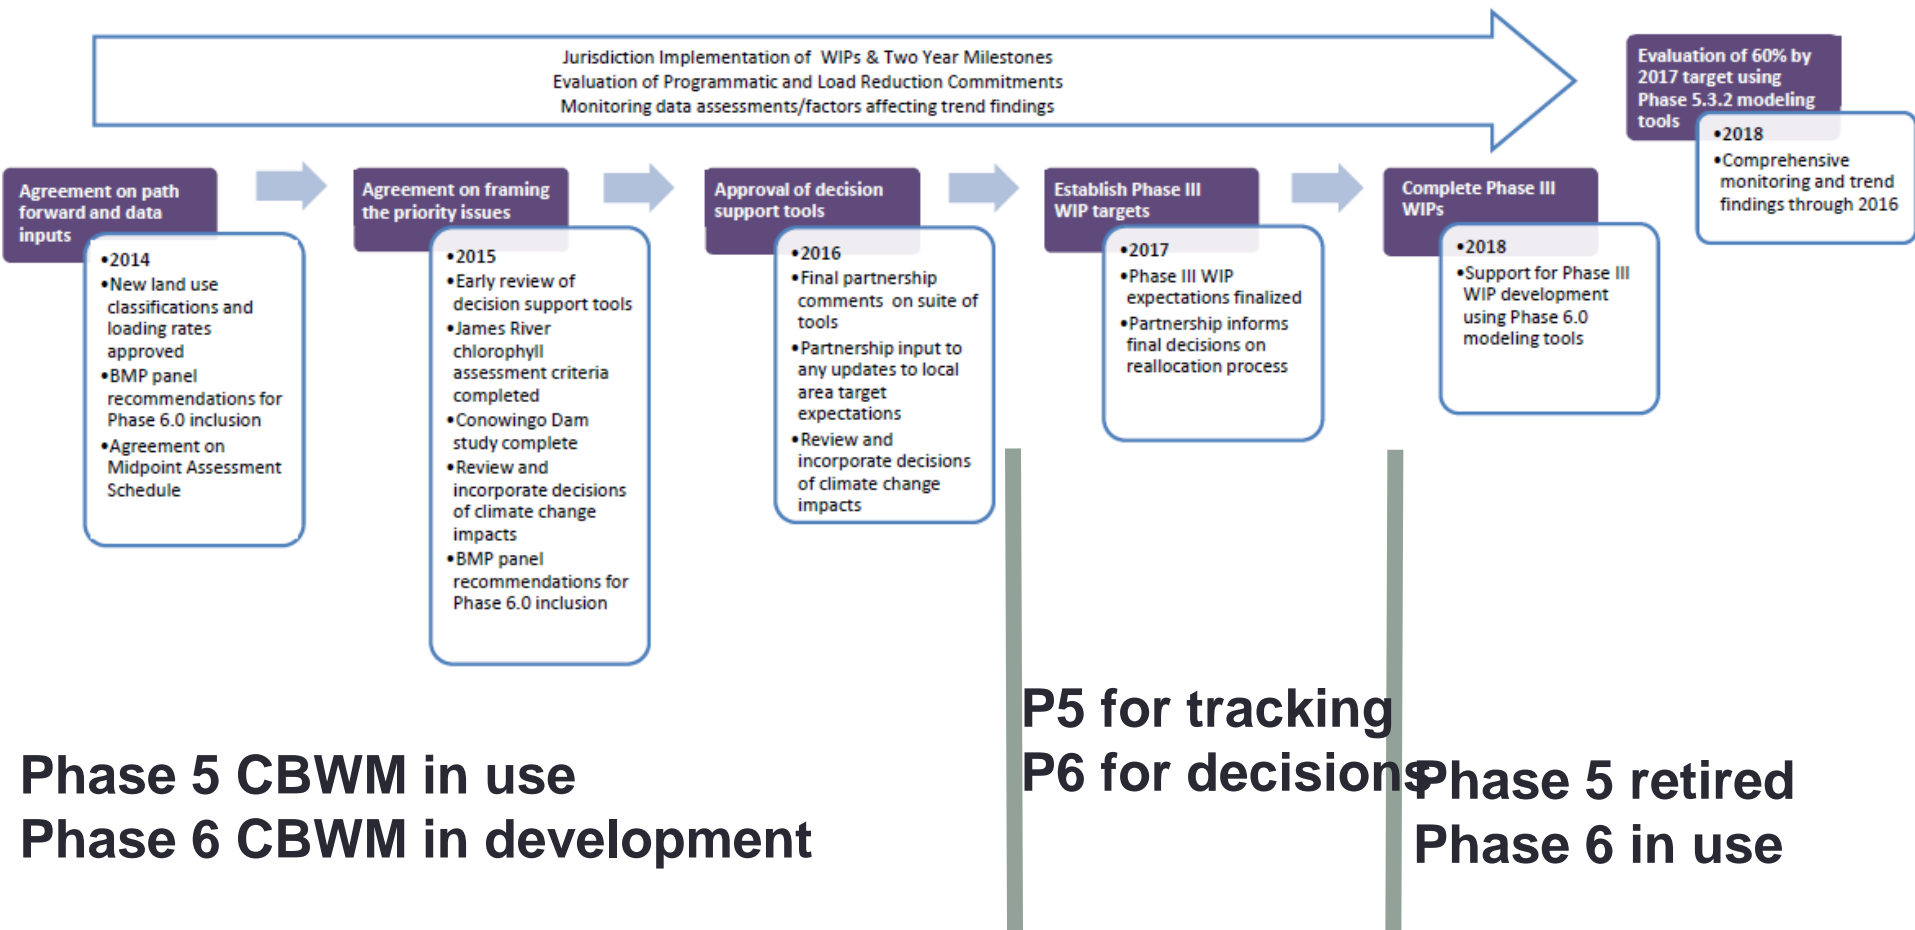 Jurisdiction Implementation of WIPs & Two Year Milestones
Evaluation of Programmatic and Load Reduction Commitments
Monitoring data assessments/factors affecting trend findings
Evaluation of 60% by
2017 target using
Phase 5.3.2 modeling
tools
•2018
•Comprehensive
monitoring and trend
findings through 2016
Agreement on path
forward and data
inputs
•2014
•New land use
classifications and
loading rates
approved
•BMP panel
recommendations for
Phase 6.0 inclusion
•Agreement on
Midpoint Assessment
Schedule
Agreement on framing
the priority issues
•2015
•Early review of
decision support tools
•James River
chlorophyll
assessment criteria
completed
•Conowingo Dam
study complete
•Review and
incorporate decisions
of climate change
impacts
•BMP panel
recommendations for
Phase 6.0 inclusion
Approval of decision
support tools
•2016
•Final partnership
comments on suite of
tools
•Partnership input to
any updates to local
area target
expectations
•Review and
incorporate decisions
of climate change
impacts
Establish Phase III
WIP targets
•2017
•Phase III WIP
expectations finalized
•Partnership informs
final decisions on
reallocation process
Complete Phase III
WIPs
•2018
•Support for Phase III
WIP development
using Phase 6.0
modeling tools
Phase 5 CBWM in use
Phase 6 CBWM in development
P5 for tracking
P6 for decisions
Phase 5 retired
Phase 6 in use